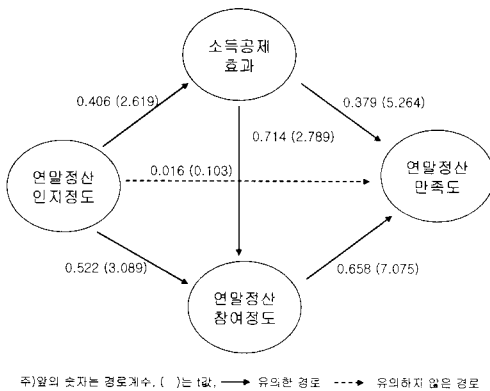 소득공제
효과
0.406 (2.619)
0.379 (5.264)
0.714 (2.789)
연말정산
인지정도
0.016 (0.103)
연말정산
만족도
0.522 (3.089)
0.658 (7.075)
연말정산
참여정도
주)앞의 숫자는 경로계수, ( )는 t값, 유의한 경로 유의하지 않은 경로